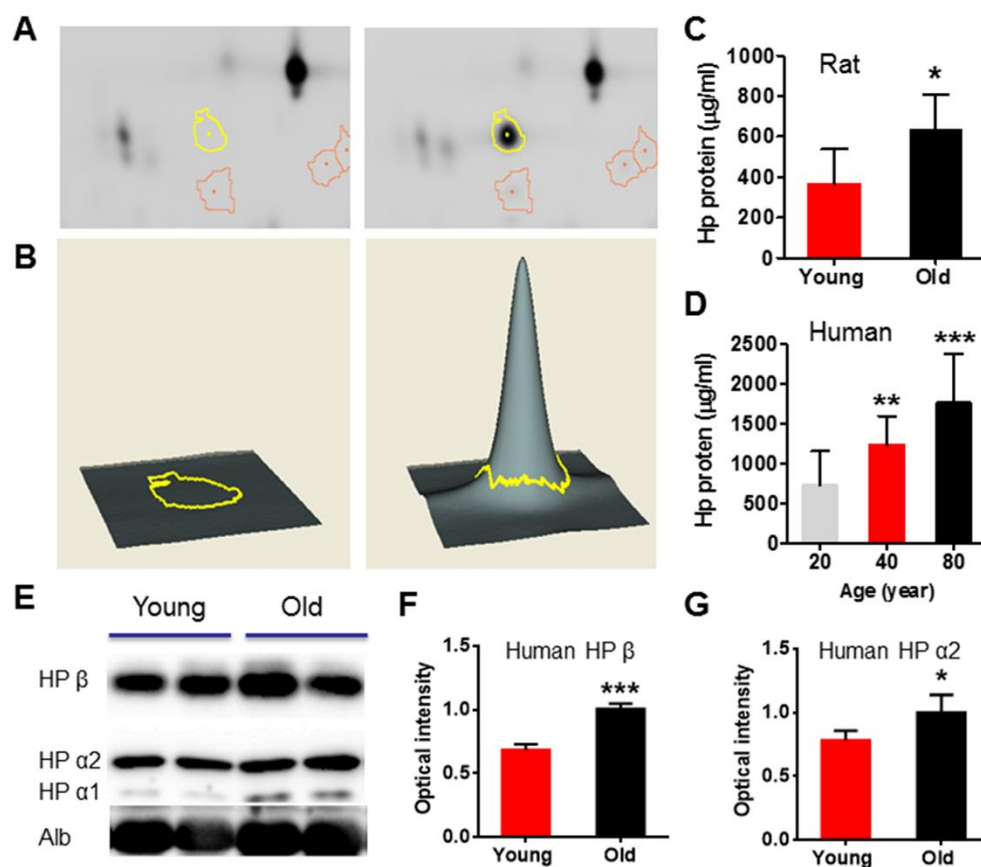 A
B
C
Rat
*
Hp protein (µg/ml)
1000
800
600
400
200
0
Young Old
D
Human
**
***
Hp proten (µg/ml)
2500
2000
1500
1000
500
0
20 40 80
Age (year)
E
Young Old
HP β
HP α2
HP α1
Alb
F
Human HP β
***
Optical intensity
1.5
1.0
0.5
0.0
Young Old
G
Human HP α2
*
Optical intensity
1.5
1.0
0.5
0.0
Young Old